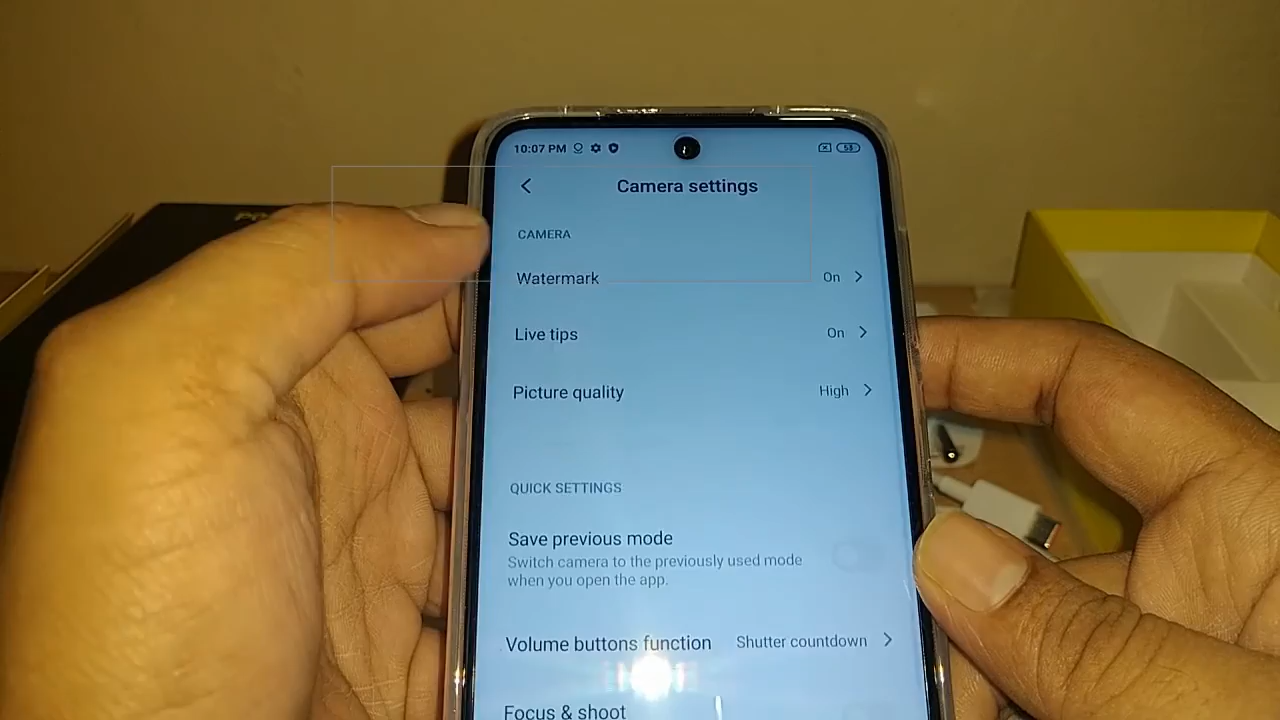 10:07 PM 53
Camera settings
CAMERA
Watermark On
Live tips On
Picture quality High
QUICK SETTINGS
Save previous mode
Switch camera to the previously used mode
when you open the app.
Volume buttons function Shutter countdown
Focus & shoot